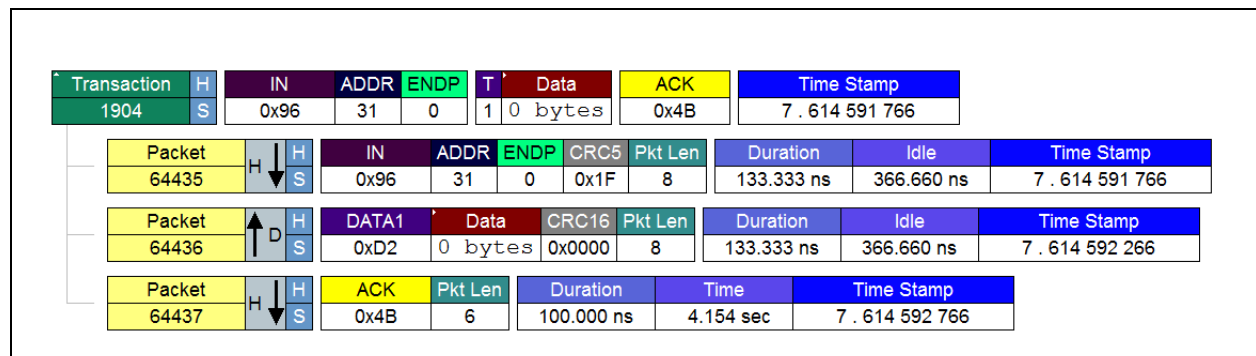 Transaction H IN ADDR ENDP T Data ACK Time Stamp
1904 S 0x96 31 0 1 0 bytes 0x4B 7 . 614 591 766
Packet H H IN ADDR ENDP CRC5 Pkt Len Duration Idle Time Stamp
64435 S 0x96 31 0 0x1F 8 133.333 ns 366.660 ns 7 . 614 591 766
Packet D H DATA1 Data CRC16 Pkt Len Duration Idle Time Stamp
64436 S 0xD2 0 bytes 0x0000 8 133.333 ns 366.660 ns 7 . 614 592 266
Packet H H ACK Pkt Len Duration Time Time Stamp
64437 S 0x4B 6 100.000 ns 4.154 sec 7 . 614 592 766